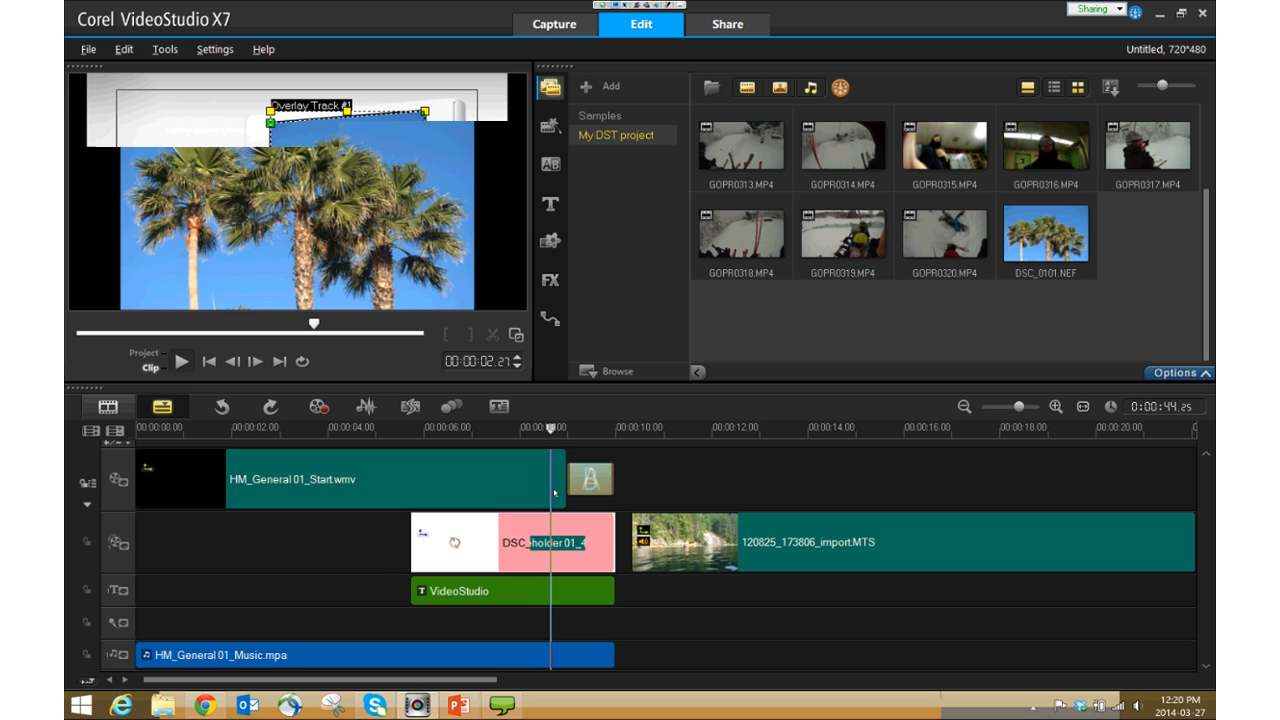 Corel VideoStudio X7
Capture
Edit
Share
Sharing
File Edit Tools Settings Help
Untitled, 720*480
Overlay Track #1
Add
Samples
My DST project
GOPR0313.MP4 GOPR0314.MP4 GOPR0315.MP4 GOPR0316.MP4 GOPR0317.MP4
GOPR0318.MP4 GOPR0319.MP4 GOPR0320.MP4 DSC_0101.NEF
AB
T
FX
Project
Clip
00:00:02.27
Browse
Options
0:00:44.25
00:00:00.00 00:00:02.00 00:00:04.00 00:00:06.00 00:00:10.00 00:00:12.00 00:00:14.00 00:00:16.00 00:00:18.00 00:00:20.00
HM_General 01_Start.wmv
DSC_holder 01_4
120825_173806_import.MTS
T VideoStudio
HM_General 01_Music.mpa
12:20 PM
2014-03-27